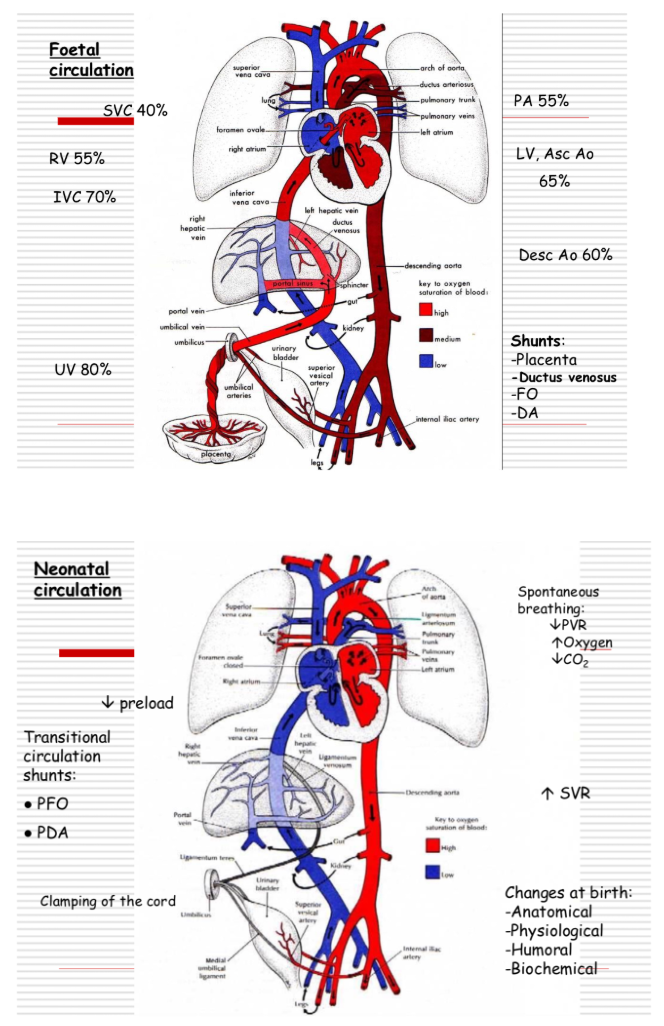 Foetal
circulation
SVC 40%
RV 55%
IVC 70%
UV 80%
superior
vena cava
lung
foramen ovale
right atrium
inferior
vena cava
right
hepatic
vein
left hepatic vein
ductus
venosus
portal sinus
sphincter
portal vein
gut
umbilical vein
kidney
umbilicus
urinary
bladder
superior
vesical
artery
umbilical
arteries
placenta
legs
arch of aorta
ductus arteriosus
pulmonary trunk
pulmonary veins
left atrium
descending aorta
key to oxygen
saturation of blood:
high
medium
low
internal iliac artery
PA 55%
LV, Asc Ao
65%
Desc Ao 60%
Shunts:
-Placenta
-Ductus venosus
-FO
-DA
Neonatal
circulation
↓ preload
Transitional
circulation
shunts:
● PFO
● PDA
Clamping of the cord
Superior
vena cava
Lung
Foramen ovale
closed
Right atrium
Inferior
vena cava
Right
hepatic
vein
Left
hepatic
vein
Ligamentum
venosum
Portal
vein
Gut
Ligamentum teres
Kidney
Urinary
bladder
Umbilicus
Superior
vesical
artery
Medial
umbilical
ligament
Legs
Arch
of aorta
Ligmentum
arteriosum
Pulmonary
trunk
Pulmonary
veins
Left atrium
Descending aorta
Key to oxygen
saturation of blood:
High
Low
Internal iliac
artery
Spontaneous
breathing:
↓PVR
↑Oxygen
↓CO₂
↑ SVR
Changes at birth:
-Anatomical
-Physiological
-Humoral
-Biochemical